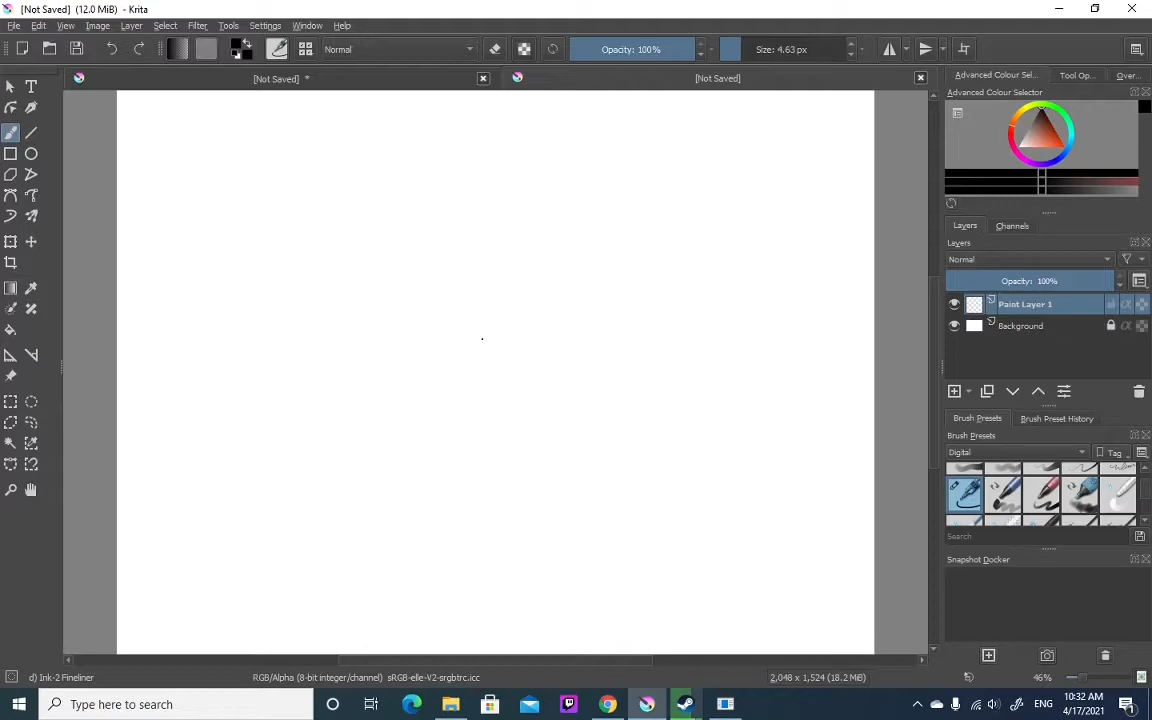 [Not Saved] (12.0 MiB) - Krita
File Edit View Image Layer Select Filter Tools Settings Window Help
Normal Opacity: 100% Size: 4.63 px
[Not Saved] * [Not Saved]
Advanced Colour Sel... Tool Op... Over...
Advanced Colour Selector
Layers Channels
Layers
Normal
Opacity: 100%
Paint Layer 1
Background
Brush Presets Brush Preset History
Brush Presets
Digital Tag
Search
Snapshot Docker
d) Ink-2 Fineliner RGB/Alpha (8-bit integer/channel) sRGB-elle-V2-srgbtrc.icc 2,048 x 1,524 (18.2 MiB) 46%
Type here to search ENG 10:32 AM
4/17/2021 1